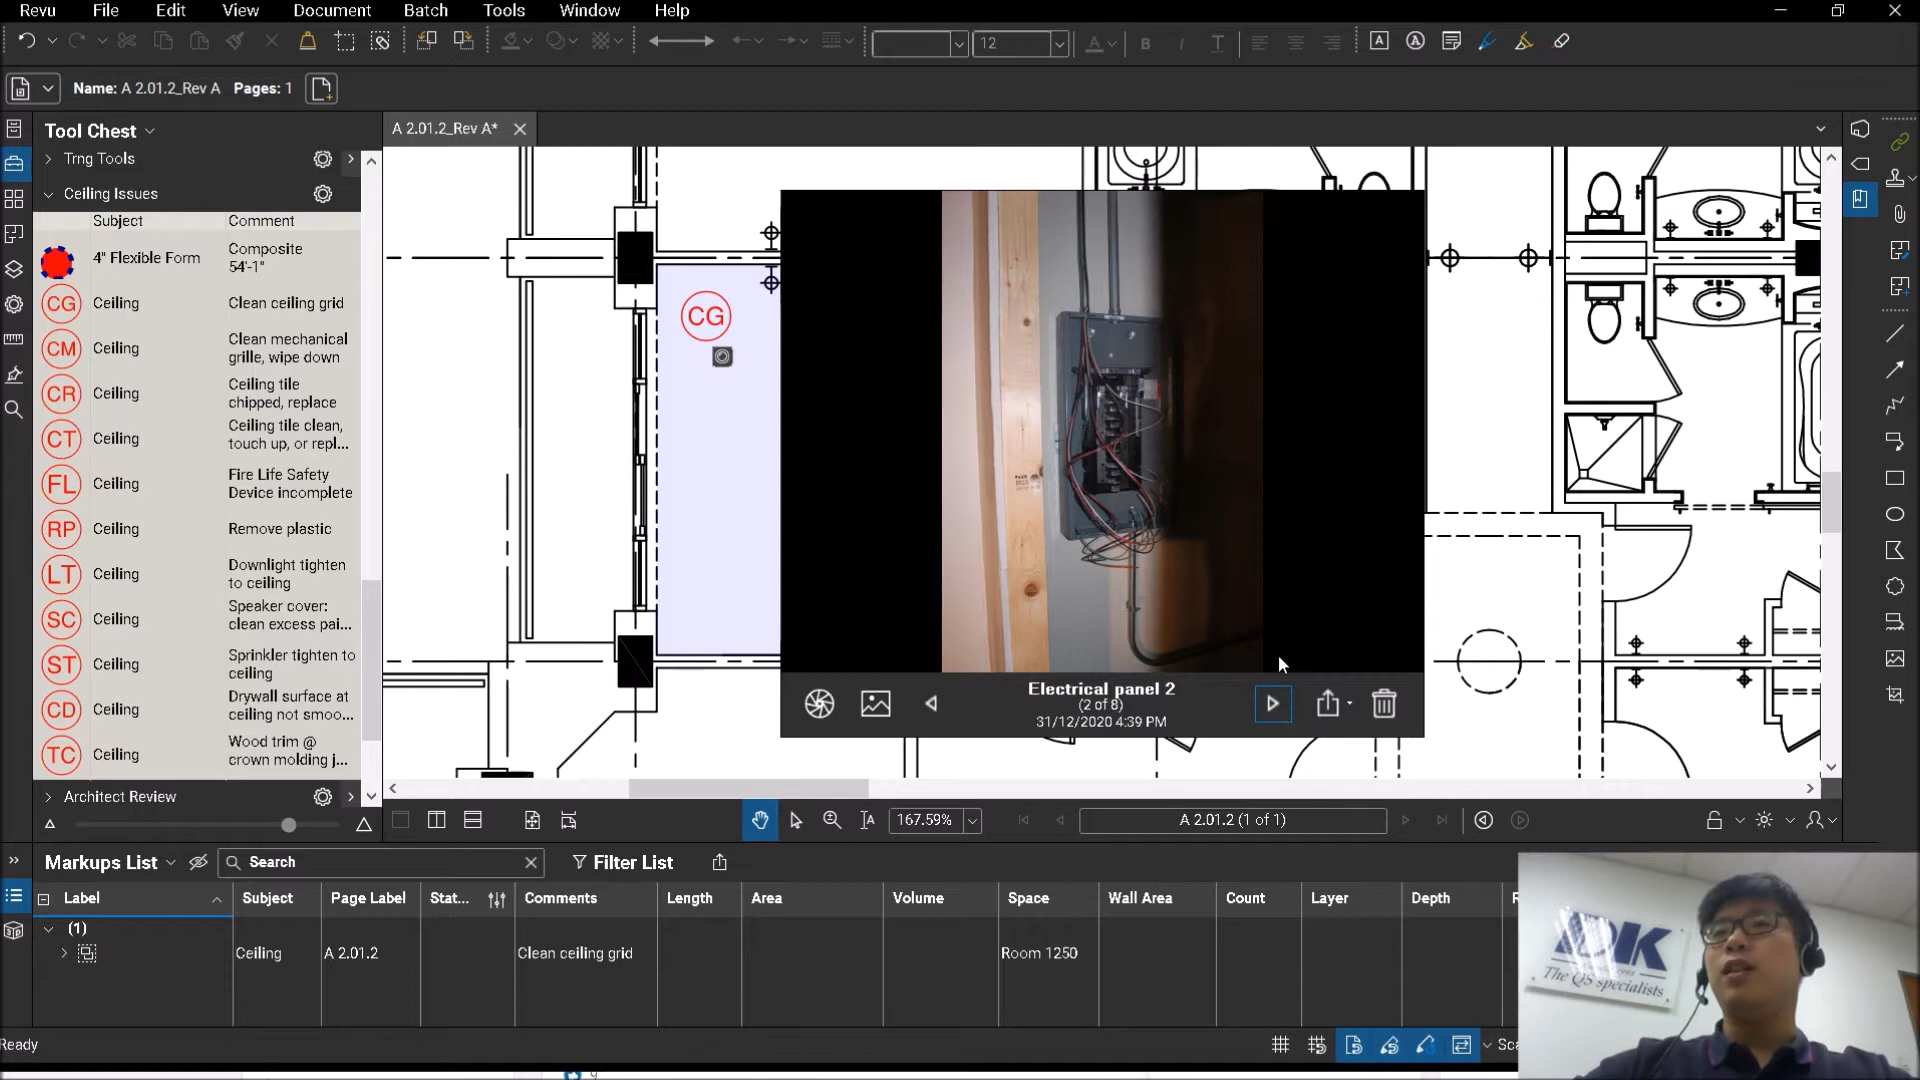 Revu File Edit View Document Batch Tools Window Help
12
Name: A 2.01.2_Rev A Pages: 1
Tool Chest
A 2.01.2_Rev A*
Trng Tools
Ceiling Issues
Subject Comment
4" Flexible Form Composite
54'-1"
CG Ceiling Clean ceiling grid
CM Ceiling Clean mechanical
grille, wipe down
CR Ceiling Ceiling tile
chipped, replace
CT Ceiling Ceiling tile clean,
touch up, or repl...
FL Ceiling Fire Life Safety
Device incomplete
RP Ceiling Remove plastic
LT Ceiling Downlight tighten
to ceiling
SC Ceiling Speaker cover:
clean excess pai...
ST Ceiling Sprinkler tighten to
ceiling
CD Ceiling Drywall surface at
ceiling not smoo...
TC Ceiling Wood trim @
crown molding j...
Architect Review
CG
Electrical panel 2
(2 of 8)
31/12/2020 4:39 PM
167.59%
A 2.01.2 (1 of 1)
Markups List Search Filter List
Label Subject Page Label Stat... Comments Length Area Volume Space Wall Area Count Layer Depth
(1)
Ceiling A 2.01.2 Clean ceiling grid Room 1250
Ready
DK
The QS specialists